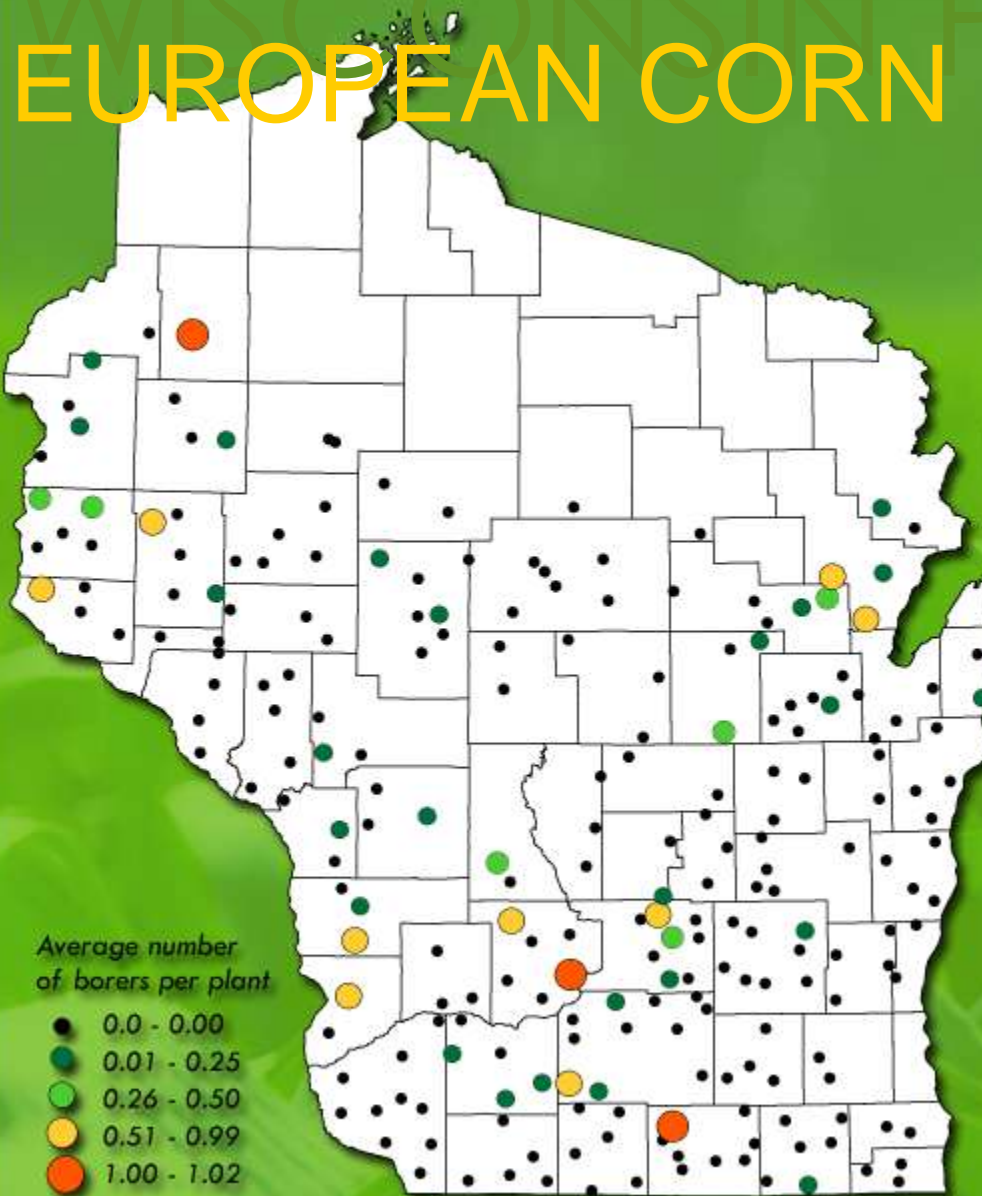 WISCONSIN F
EUROPEAN CORN
Average number
of borers per plant
0.0 - 0.00
0.01 - 0.25
0.26 - 0.50
0.51 - 0.99
1.00 - 1.02